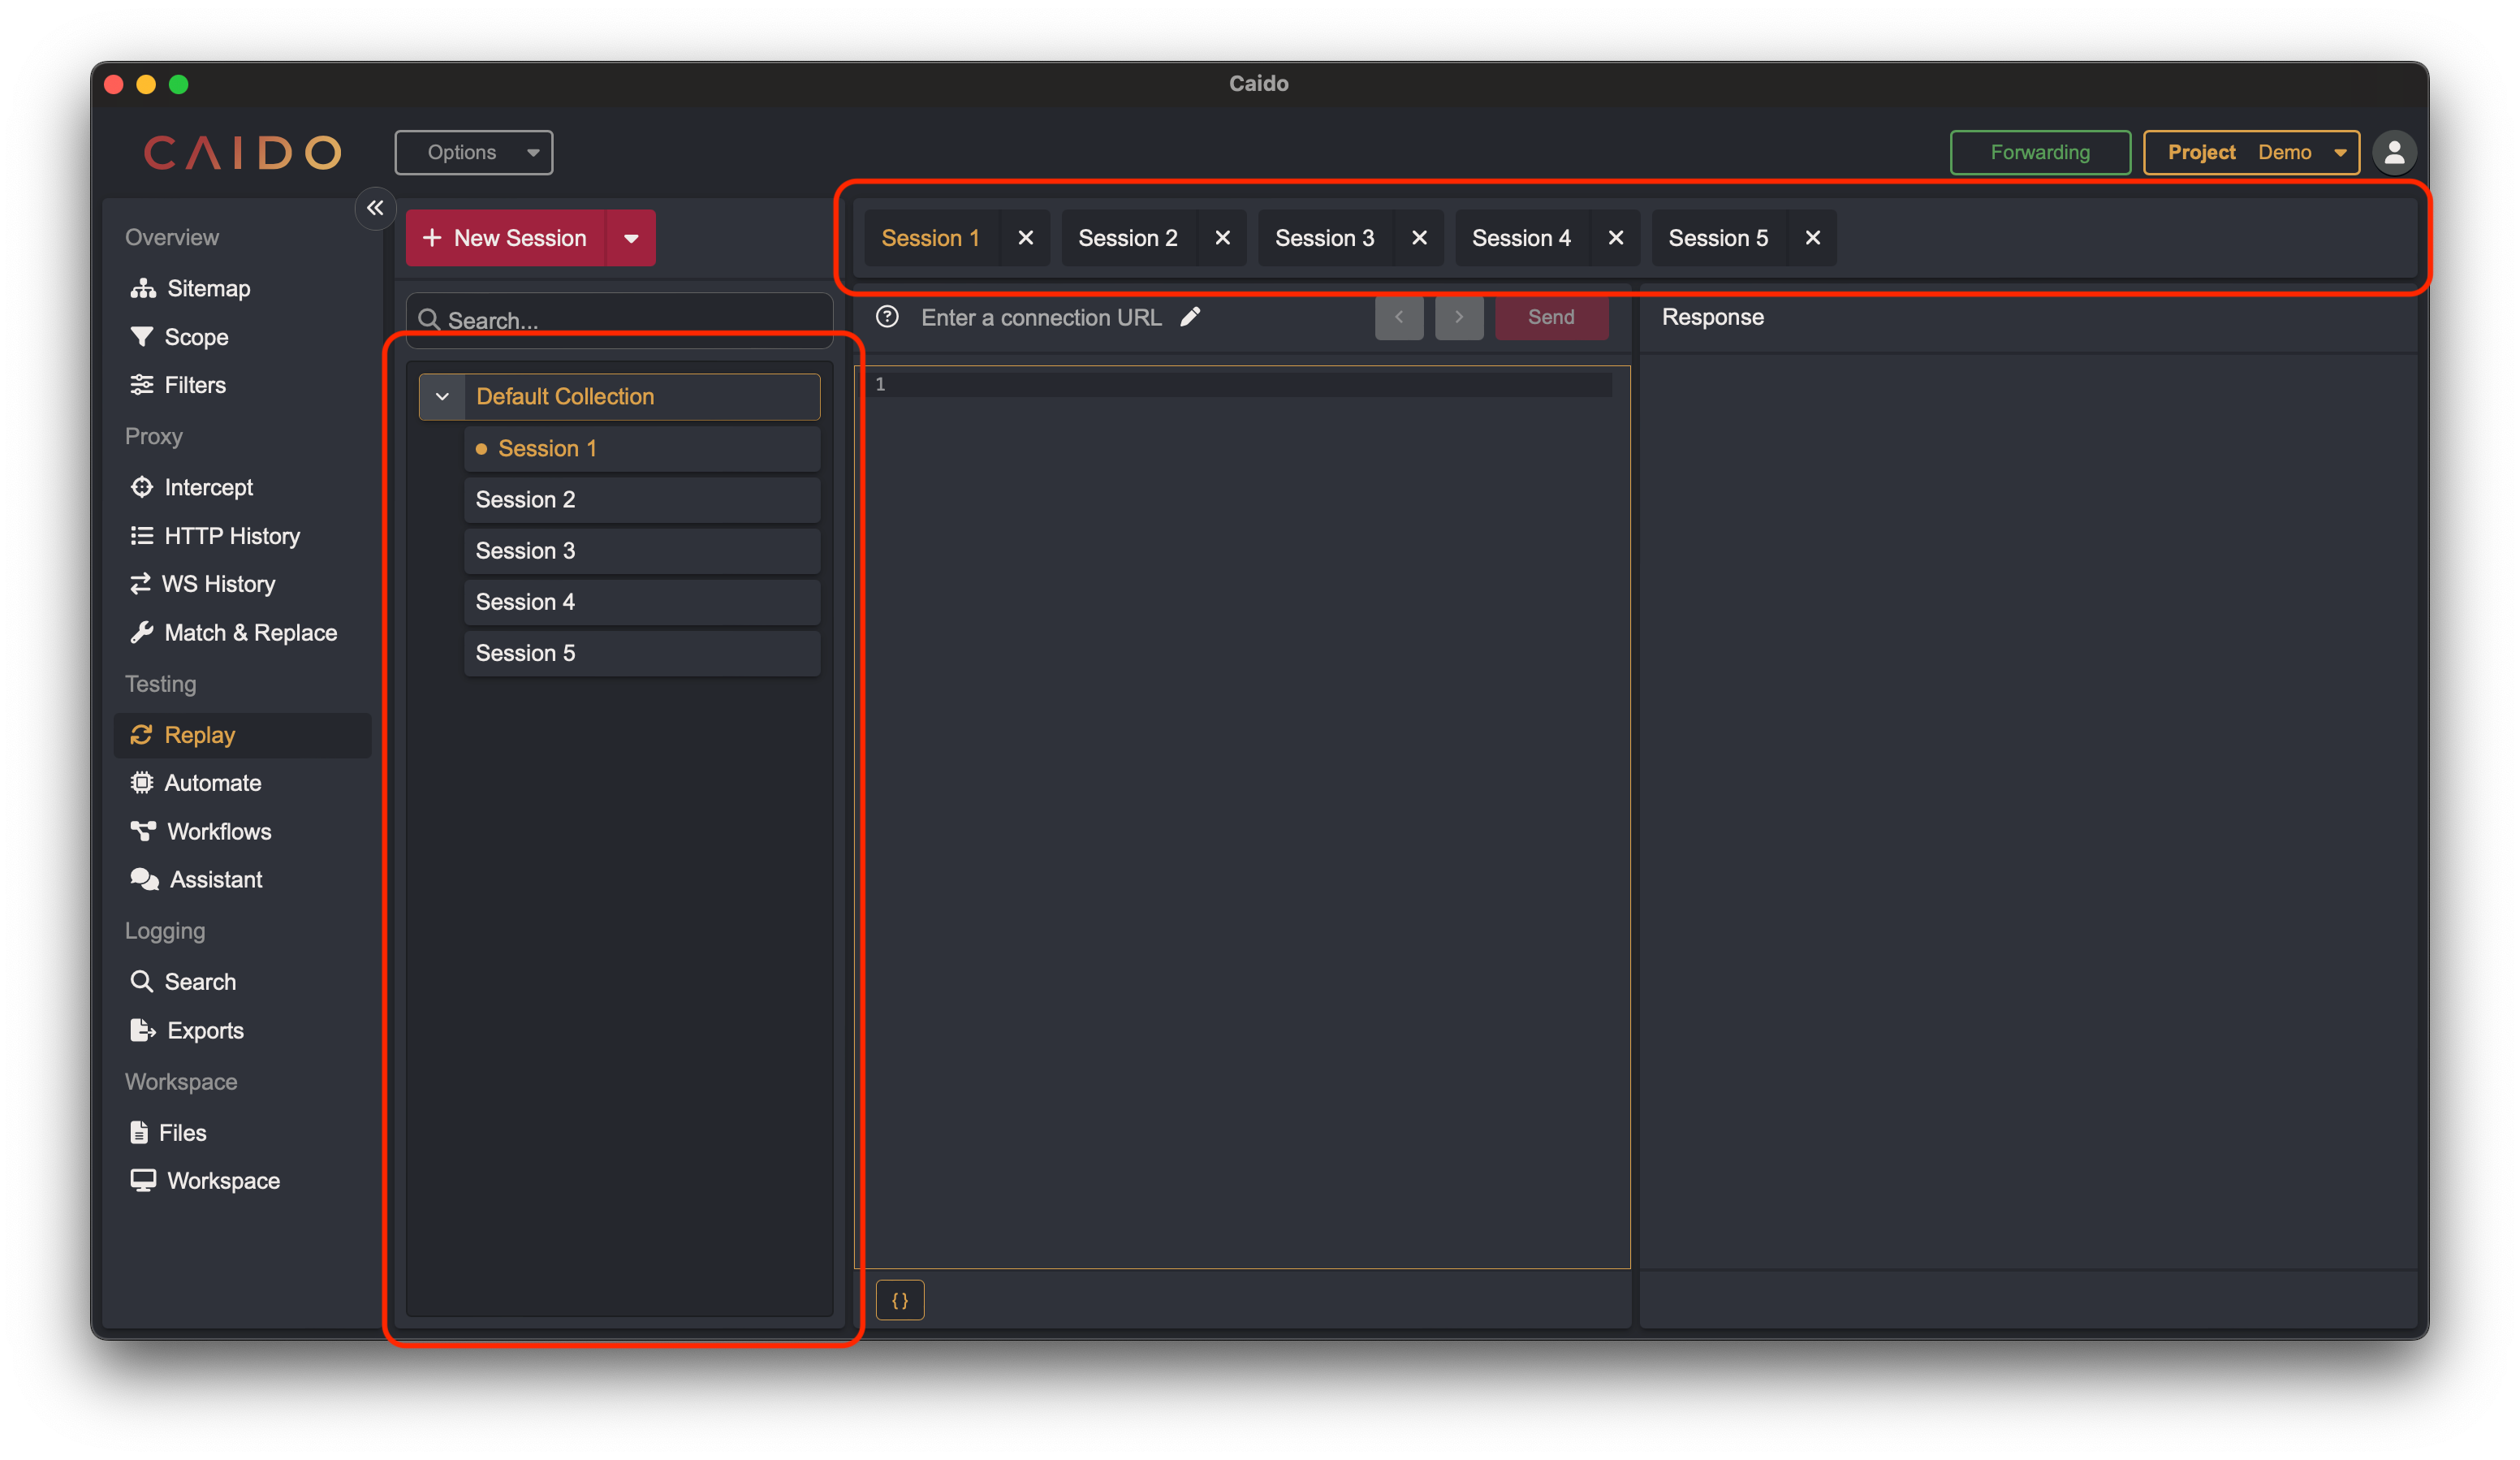 Caido
CAIDO
Options
Forwarding
Project Demo
Overview
Sitemap
Scope
Filters
Proxy
Intercept
HTTP History
WS History
Match & Replace
Testing
Replay
Automate
Workflows
Assistant
Logging
Search
Exports
Workspace
Files
Workspace
+ New Session
Search...
Default Collection
Session 1
Session 2
Session 3
Session 4
Session 5
Session 1 Session 2 Session 3 Session 4 Session 5
Enter a connection URL
< > Send
1
{}
Response